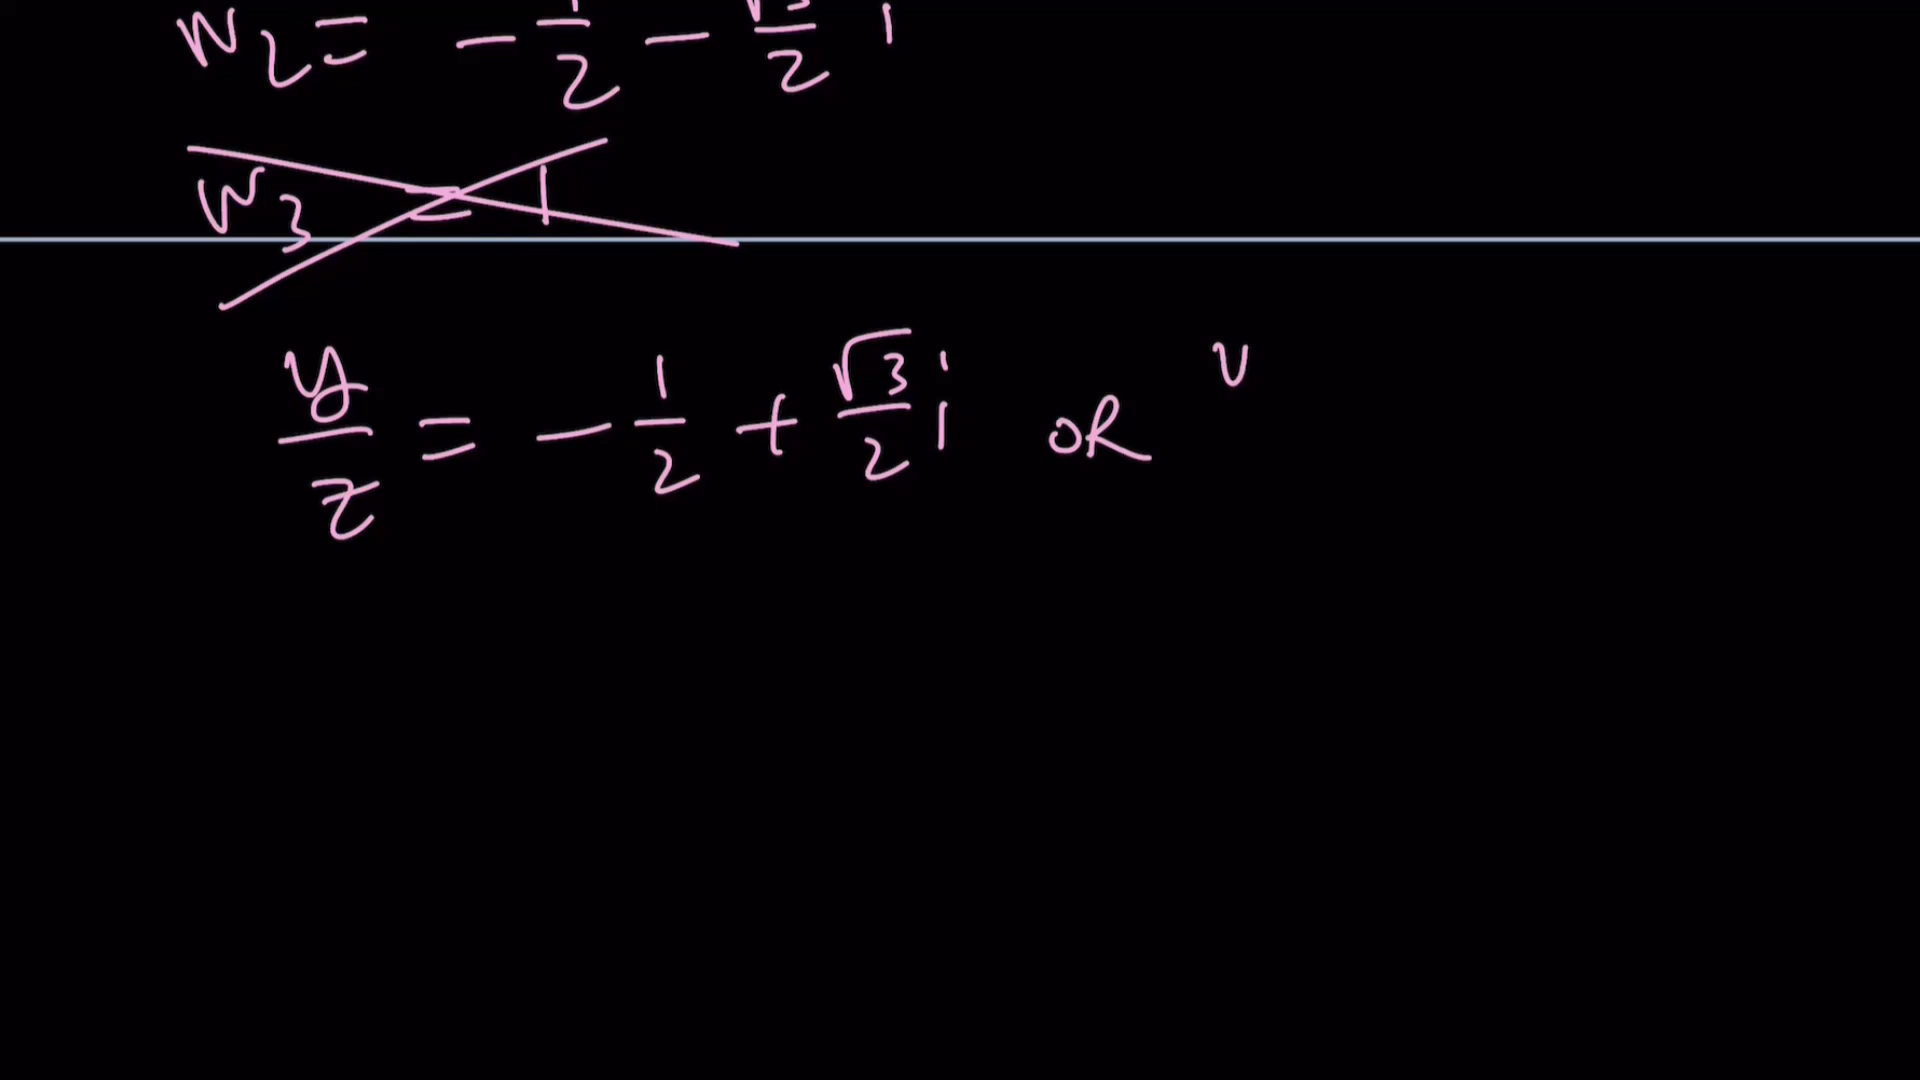 w₂ = -1/2 - √3/2 i
w₃ = 1
y/z = -1/2 + √3/2 i OR